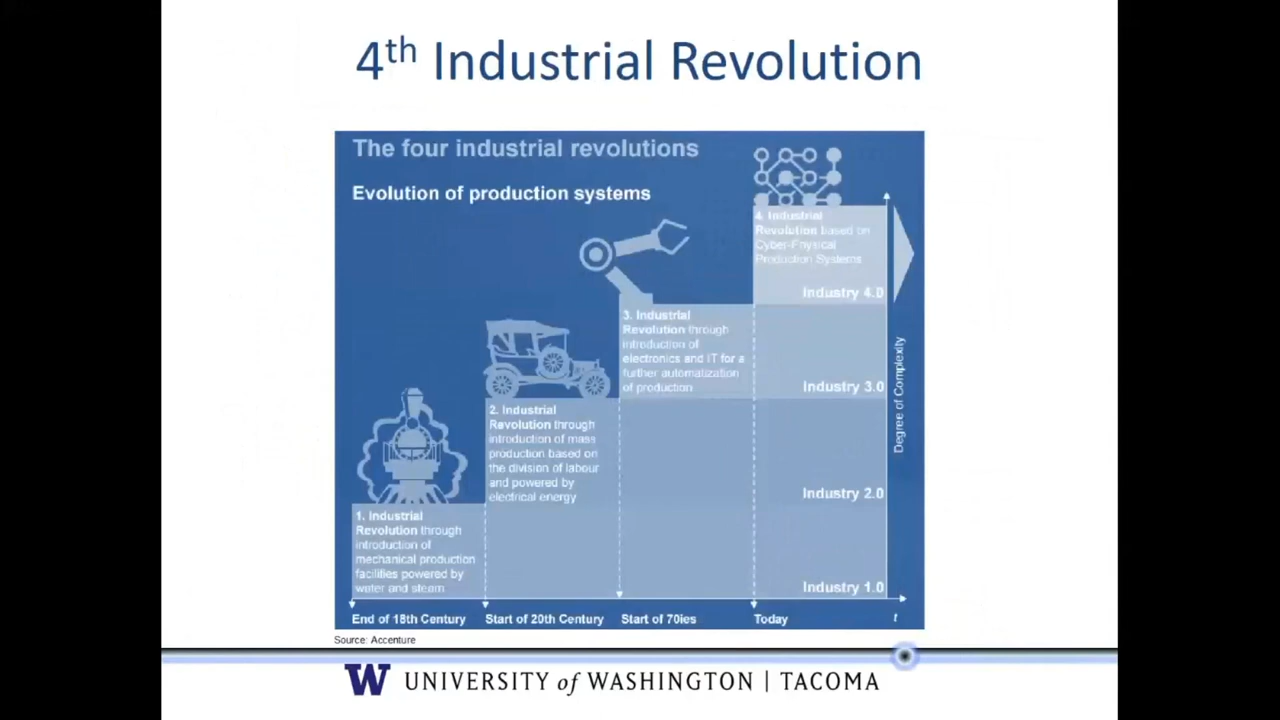 4th Industrial Revolution
The four industrial revolutions
Evolution of production systems
4. Industrial
Revolution based on
Cyber-Physical
Production Systems
Industry 4.0
3. Industrial
Revolution through
introduction of
electronics and IT for a
further automatization
of production
Industry 3.0
2. Industrial
Revolution through
introduction of mass
production based on
the division of labour
and powered by
electrical energy
Industry 2.0
1. Industrial
Revolution through
introduction of
mechanical production
facilities powered by
water and steam
Industry 1.0
Degree of Complexity
End of 18th Century
Start of 20th Century
Start of 70ies
Today
t
Source: Accenture
W UNIVERSITY of WASHINGTON | TACOMA